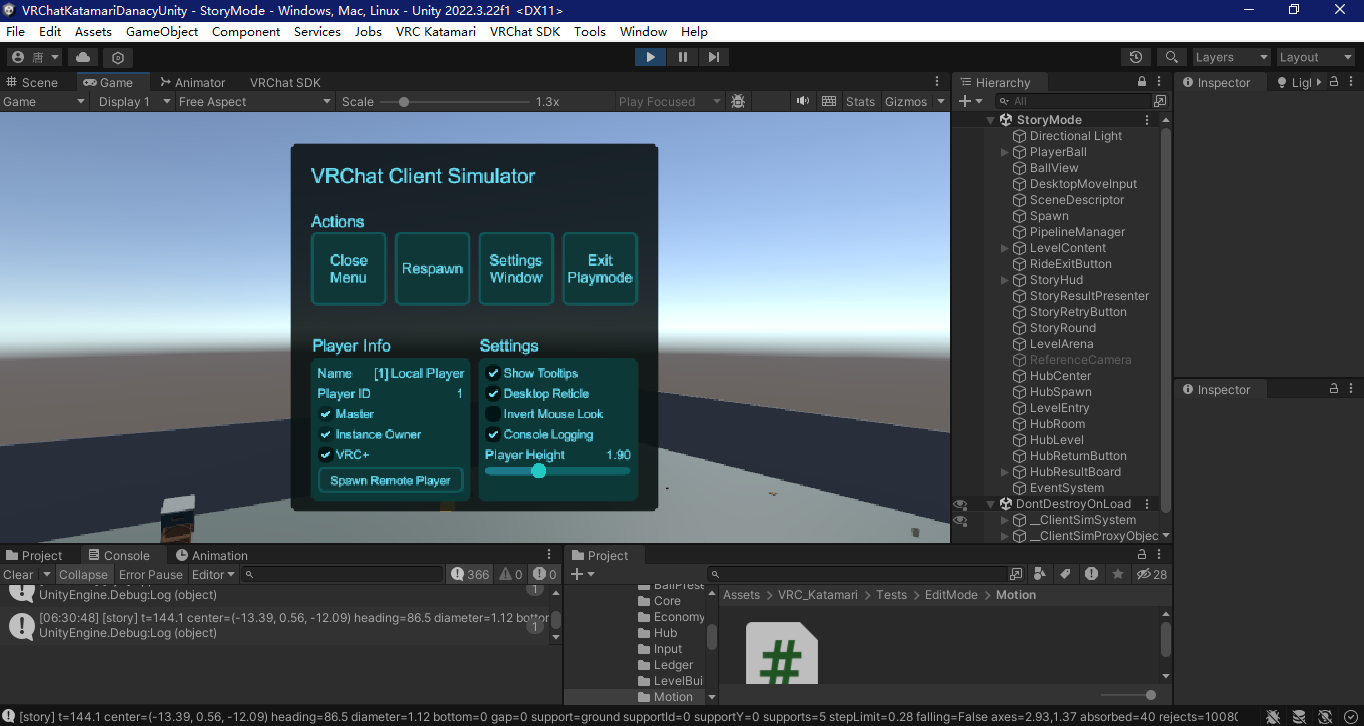 VRChatKatamariDanacyUnity - StoryMode - Windows, Mac, Linux - Unity 2022.3.22f1 <DX11>
File Edit Assets GameObject Component Services Jobs VRC Katamari VRChat SDK Tools Window Help
Layers Layout
Scene Game Animator VRChat SDK
Game Display 1 Free Aspect Scale 1.3x Play Focused Stats Gizmos
VRChat Client Simulator
Actions
Close Menu
Respawn
Settings Window
Exit Playmode
Player Info
Name [1] Local Player
Player ID 1
Master
Instance Owner
VRC+
Spawn Remote Player
Settings
Show Tooltips
Desktop Reticle
Invert Mouse Look
Console Logging
Player Height 1.90
Hierarchy
All
StoryMode
Directional Light
PlayerBall
BallView
DesktopMoveInput
SceneDescriptor
Spawn
PipelineManager
LevelContent
RideExitButton
StoryHud
StoryResultPresenter
StoryRetryButton
StoryRound
LevelArena
ReferenceCamera
HubCenter
HubSpawn
LevelEntry
HubRoom
HubLevel
HubReturnButton
HubResultBoard
EventSystem
DontDestroyOnLoad
__ClientSimSystem
__ClientSimProxyObjec
Inspector Ligl
Inspector
Project Console Animation
Clear Collapse Error Pause Editor 366 0 0
UnityEngine.Debug:Log (object) 1
[06:30:48] [story] t=144.1 center=(-13.39, 0.56, -12.09) heading=86.5 diameter=1.12 bottom
UnityEngine.Debug:Log (object) 1
Project
28
BallPrese
Core
Economy
Hub
Input
Ledger
LevelBui
Motion
Assets > VRC_Katamari > Tests > EditMode > Motion
#
[story] t=144.1 center=(-13.39, 0.56, -12.09) heading=86.5 diameter=1.12 bottom=0 gap=0 support=ground supportId=0 supportY=0 supports=5 stepLimit=0.28 falling=False axes=2.93,1.37 absorbed=40 rejects=10080